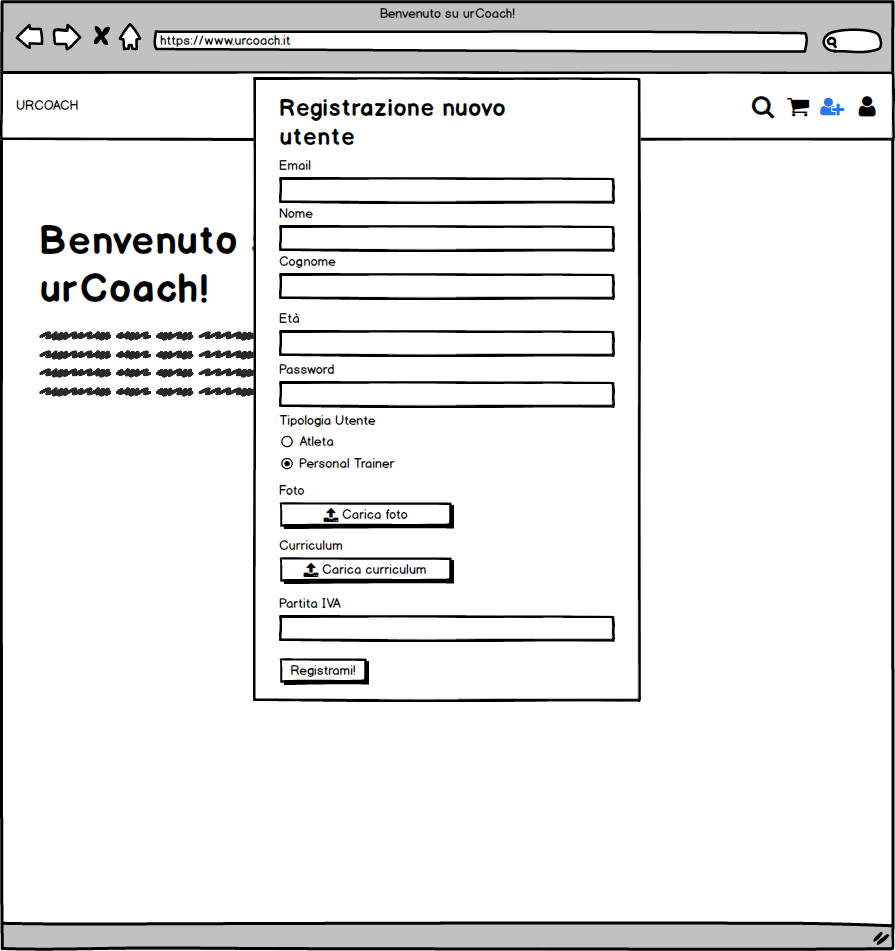 Benvenuto su urCoach!
https://www.urcoach.it
URCOACH
Benvenuto
urCoach!
Registrazione nuovo
utente
Email
Nome
Cognome
Età
Password
Tipologia Utente
Atleta
Personal Trainer
Foto
Carica foto
Curriculum
Carica curriculum
Partita IVA
Registrami!